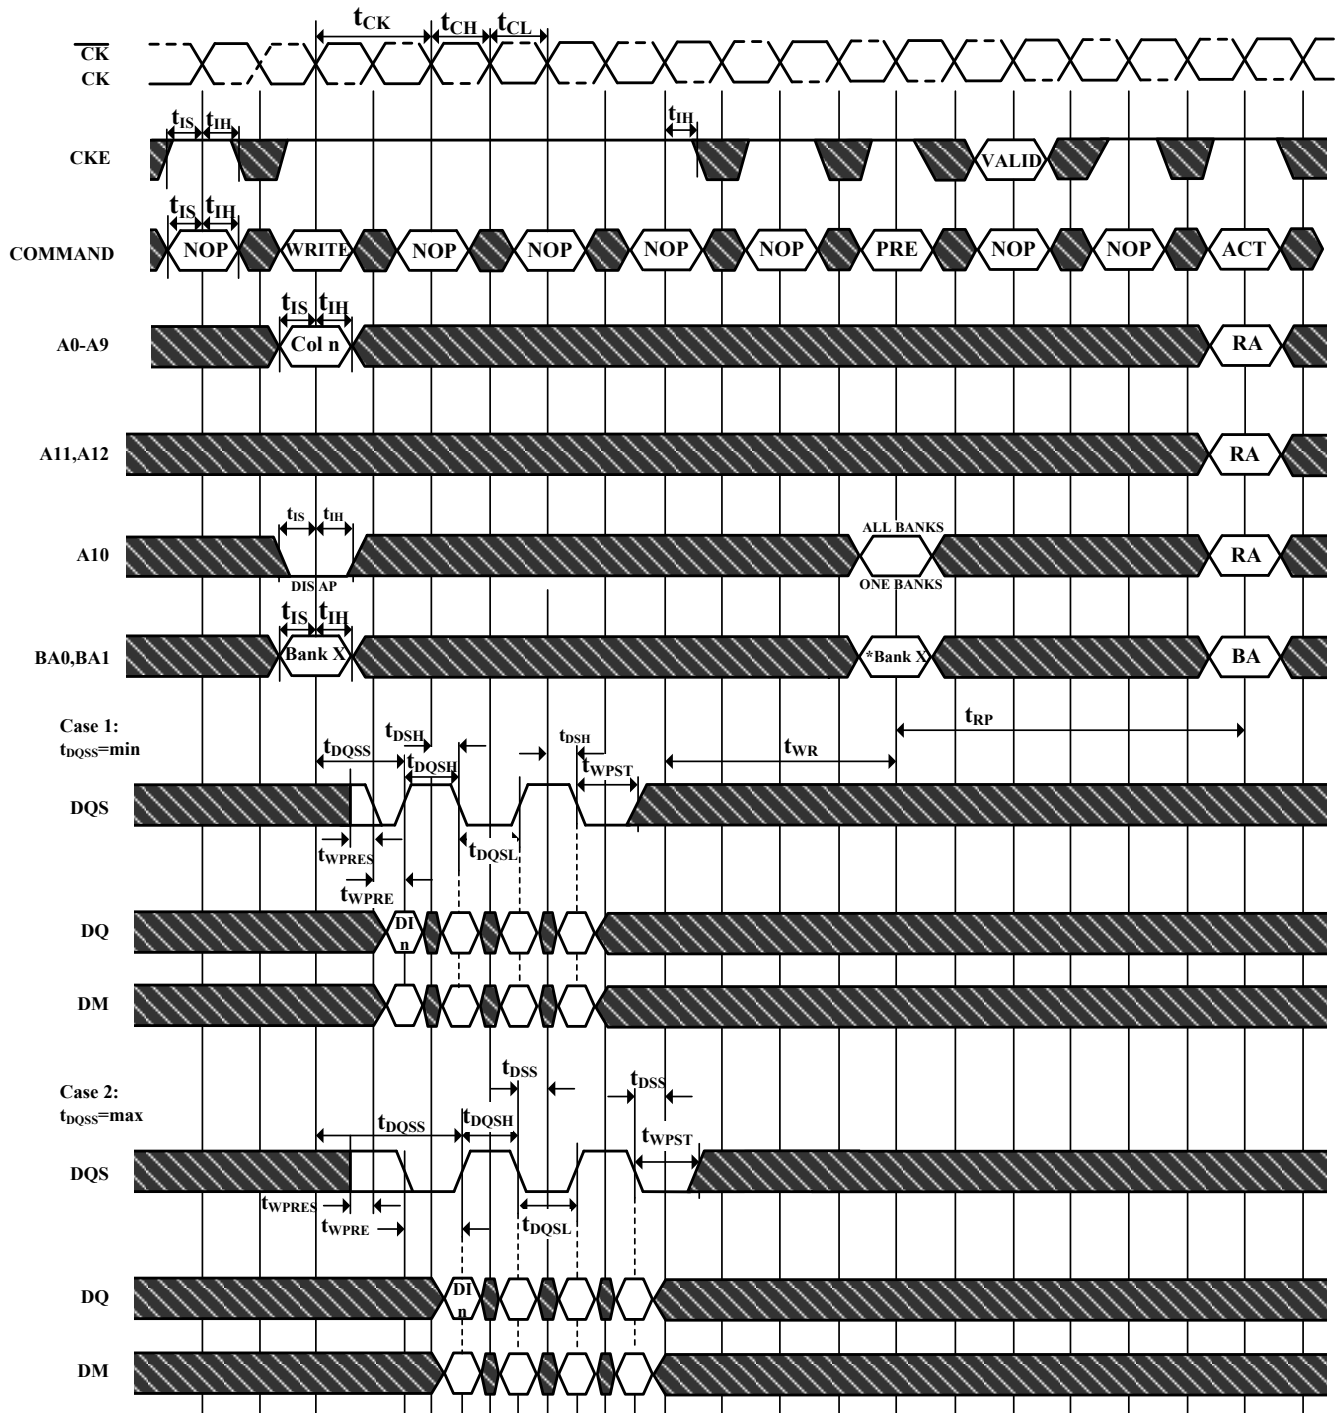 tCK tCH tCL
CK
CK
tIS tIH tIH
CKE VALID
tIS tIH
COMMAND NOP WRITE NOP NOP NOP NOP PRE NOP NOP ACT
tIS tIH
A0-A9 Col n RA
A11,A12 RA
tIS tIH ALL BANKS
A10 RA
DIS AP ONE BANKS
tIS tIH
BA0,BA1 Bank X *Bank X BA
Case 1:
tDQSS=min
tRP
tDSH tDSH
tDQSS tWR
tDQSH tWPST
DQS
tWPRES tDQSL
tWPRE
DQ DI
n
DM
Case 2:
tDQSS=max
tDSS tDSS
tDQSS tDQSH tWPST
DQS
tWPRES
tWPRE tDQSL
DQ DI
n
DM